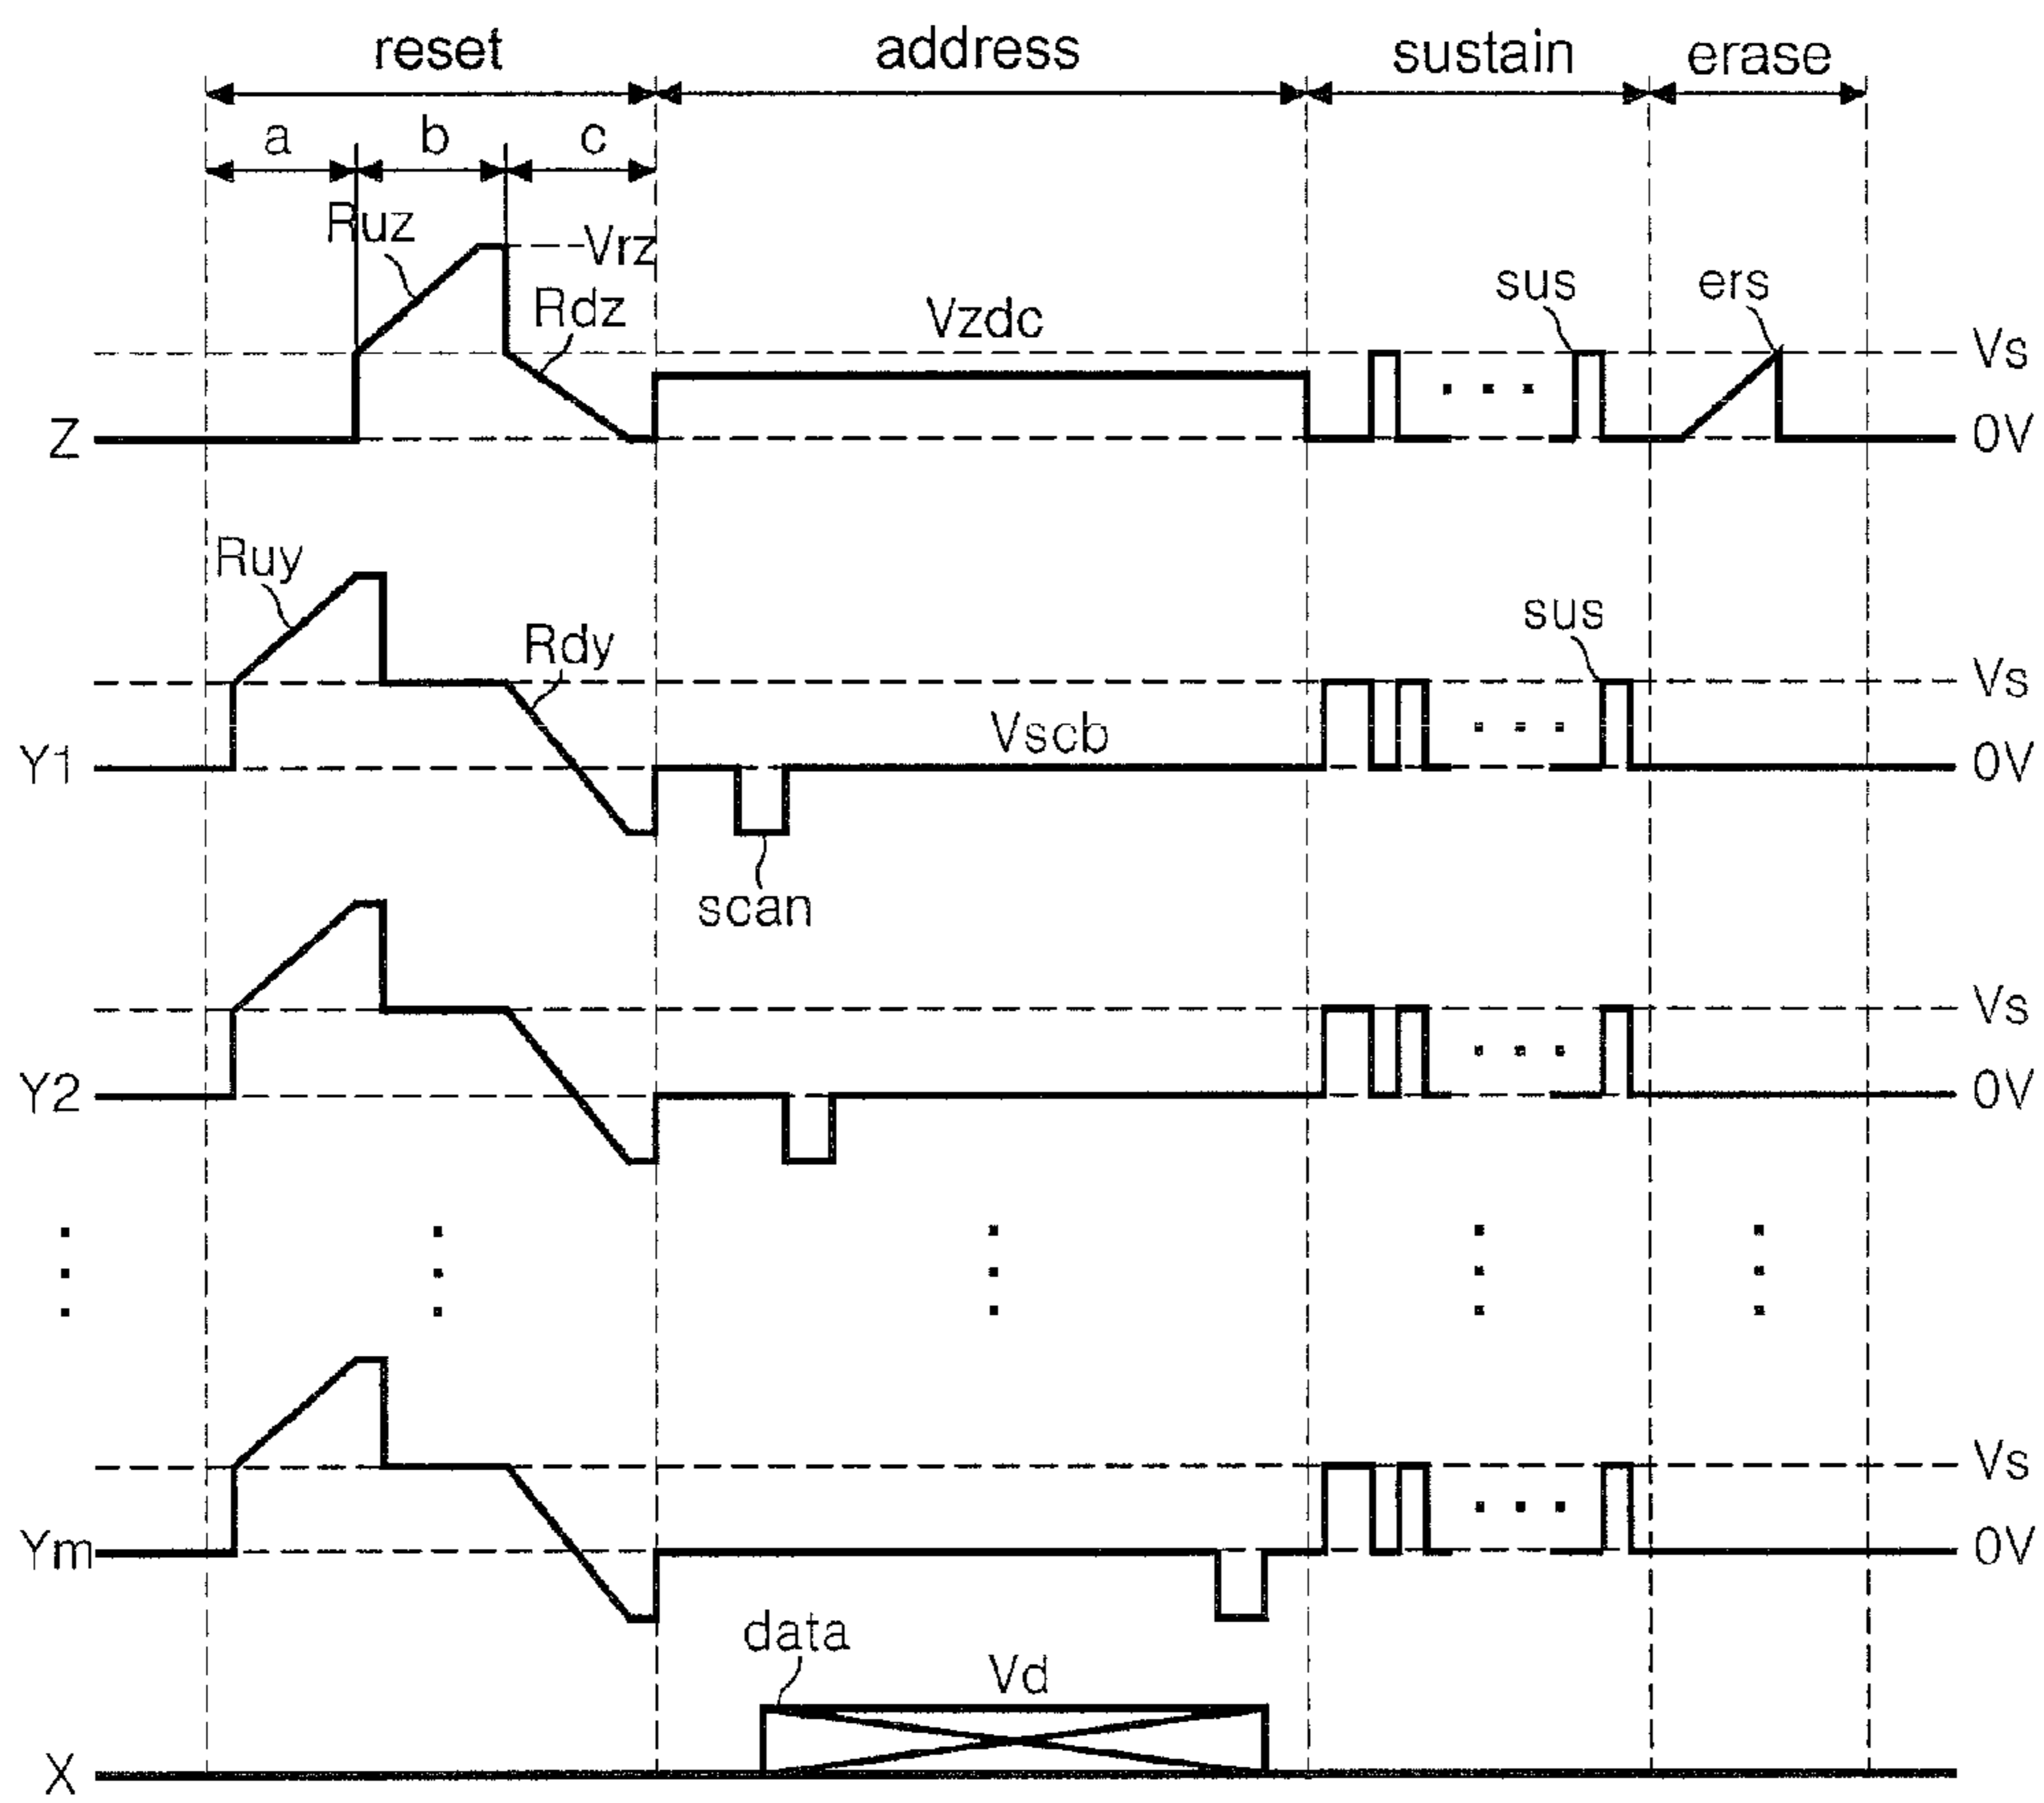 reset address sustain erase
a b c
Ruz
Vrz
Rdz
Vzdc
sus
ers
Vs
Z
0V
Ruy
Rdy
sus
Vs
Vscb
Y1
0V
scan
Vs
Y2
0V
Vs
Ym
0V
data
Vd
X